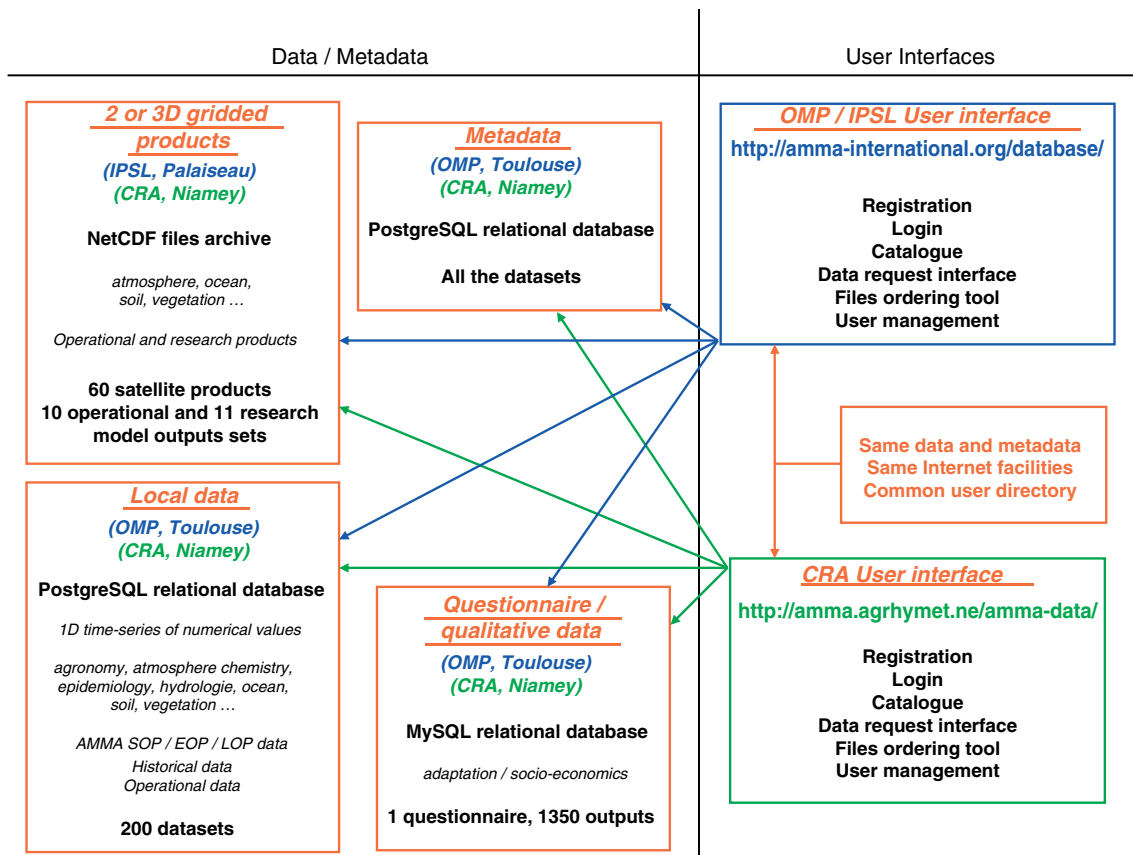 Data / Metadata
User Interfaces
2 or 3D gridded
products
(IPSL, Palaiseau)
(CRA, Niamey)
NetCDF files archive
atmosphere, ocean,
soil, vegetation …
Operational and research products
60 satellite products
10 operational and 11 research
model outputs sets
Metadata
(OMP, Toulouse)
(CRA, Niamey)
PostgreSQL relational database
All the datasets
OMP / IPSL User interface
http://amma-international.org/database/
Registration
Login
Catalogue
Data request interface
Files ordering tool
User management
Same data and metadata
Same Internet facilities
Common user directory
Local data
(OMP, Toulouse)
(CRA, Niamey)
PostgreSQL relational database
1D time-series of numerical values
agronomy, atmosphere chemistry,
epidemiology, hydrologie, ocean,
soil, vegetation …
AMMA SOP / EOP / LOP data
Historical data
Operational data
200 datasets
Questionnaire /
qualitative data
(OMP, Toulouse)
(CRA, Niamey)
MySQL relational database
adaptation / socio-economics
1 questionnaire, 1350 outputs
CRA User interface
http://amma.agrhymet.ne/amma-data/
Registration
Login
Catalogue
Data request interface
Files ordering tool
User management